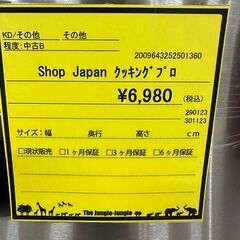 KD/その他 その他
程度:中古B
2009643252501360
Shop Japan クッキングプロ
¥6,980 (税込)
290123
301123
サイズ:幅 奥行 高さ cm
□現状販売 □1ヶ月保証 □3ヶ月保証 □6ヶ月保証
The Jungle-Jungle